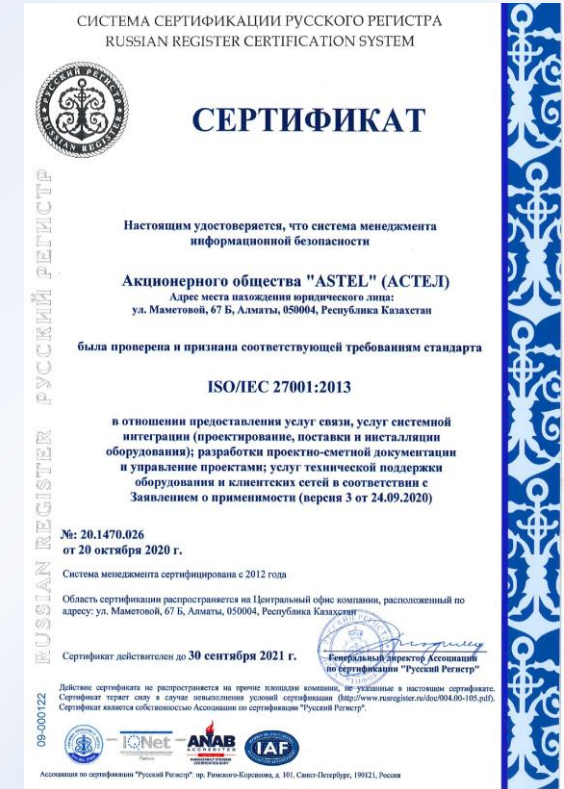 СИСТЕМА СЕРТИФИКАЦИИ РУССКОГО РЕГИСТРА
RUSSIAN REGISTER CERTIFICATION SYSTEM
РУССКИЙ РЕГИСТР
RUSSIAN REGISTER
СЕРТИФИКАТ
Настоящим удостоверяется, что система менеджмента
информационной безопасности
Акционерного общества "ASTEL" (АСТЕЛ)
Адрес места нахождения юридического лица:
ул. Маметовой, 67 Б, Алматы, 050004, Республика Казахстан
была проверена и признана соответствующей требованиям стандарта
ISO/IEC 27001:2013
в отношении предоставления услуг связи, услуг системной
интеграции (проектирование, поставки и инсталляции
оборудования); разработки проектно-сметной документации
и управление проектами; услуг технической поддержки
оборудования и клиентских сетей в соответствии с
Заявлением о применимости (версия 3 от 24.09.2020)
№: 20.1470.026
от 20 октября 2020 г.
Система менеджмента сертифицирована с 2012 года
Область сертификации распространяется на Центральный офис компании, расположенный по
адресу: ул. Маметовой, 67 Б, Алматы, 050004, Республика Казахстан
Сертификат действителен до 30 сентября 2021 г.
Генеральный директор Ассоциации
по сертификации "Русский Регистр"
Действие сертификата не распространяется на прочие площадки компании, не указанные в настоящем сертификате.
Сертификат теряет силу в случае невыполнения условий сертификации (http://www.rusregister.ru/doc/004.00-105.pdf).
Сертификат является собственностью Ассоциации по сертификации "Русский Регистр".
RUSSIAN REGISTER РУССКИЙ РЕГИСТР
09-000122
IQNet
ANAB
ACCREDITED
IAF
Ассоциация по сертификации "Русский Регистр": пр. Римского-Корсакова, д. 101, Санкт-Петербург, 190121, Россия